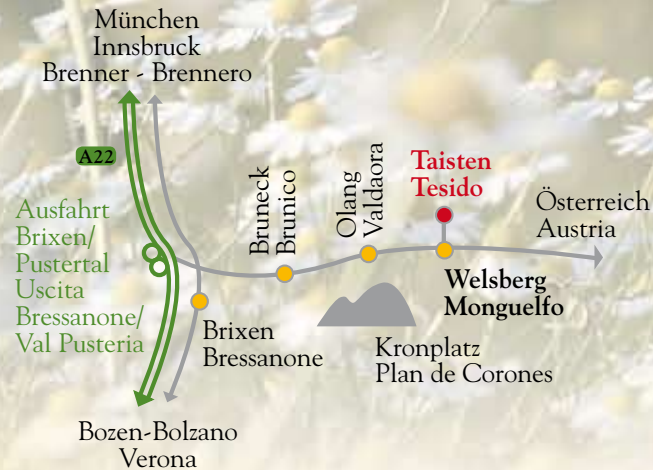 München
Innsbruck
Brenner - Brennero
A22
Ausfahrt
Brixen/
Pustertal
Uscita
Bressanone/
Val Pusteria
Brixen
Bressanone
Bruneck
Brunico
Olang
Valdaora
Taisten
Tesido
Österreich
Austria
Welsberg
Monguelfo
Kronplatz
Plan de Corones
Bozen-Bolzano
Verona